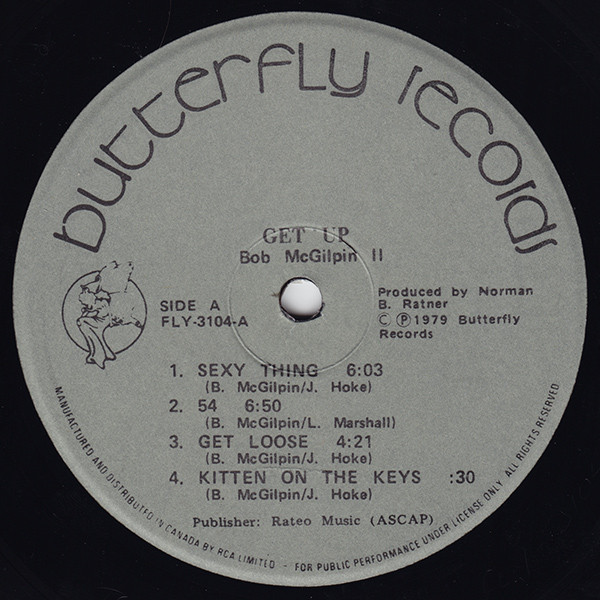 butterfly records
GET UP
Bob McGilpin II
SIDE A
FLY-3104-A
Produced by Norman
B. Ratner
© ℗ 1979 Butterfly
Records
1. SEXY THING 6:03
(B. McGilpin/J. Hoke)
2. 54 6:50
(B. McGilpin/L. Marshall)
3. GET LOOSE 4:21
(B. McGilpin/J. Hoke)
4. KITTEN ON THE KEYS :30
(B. McGilpin/J. Hoke)
Publisher: Rateo Music (ASCAP)
MANUFACTURED AND DISTRIBUTED IN CANADA BY RCA LIMITED - FOR PUBLIC PERFORMANCE UNDER LICENSE ONLY. ALL RIGHTS RESERVED